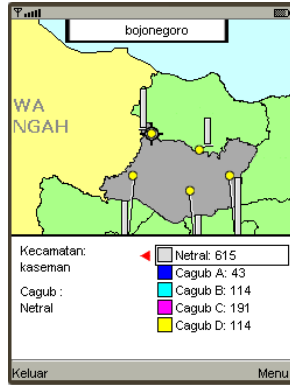 bojonegoro
WA
NGAH
Kecamatan:
kaseman
Cagub :
Netral
Netral: 615
Cagub A: 43
Cagub B: 114
Cagub C: 191
Cagub D: 114
Keluar
Menu